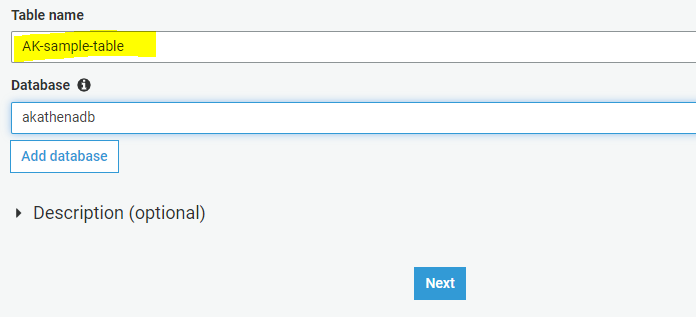 Table name
AK-sample-table
Database
akathenadb
Add database
Description (optional)
Next